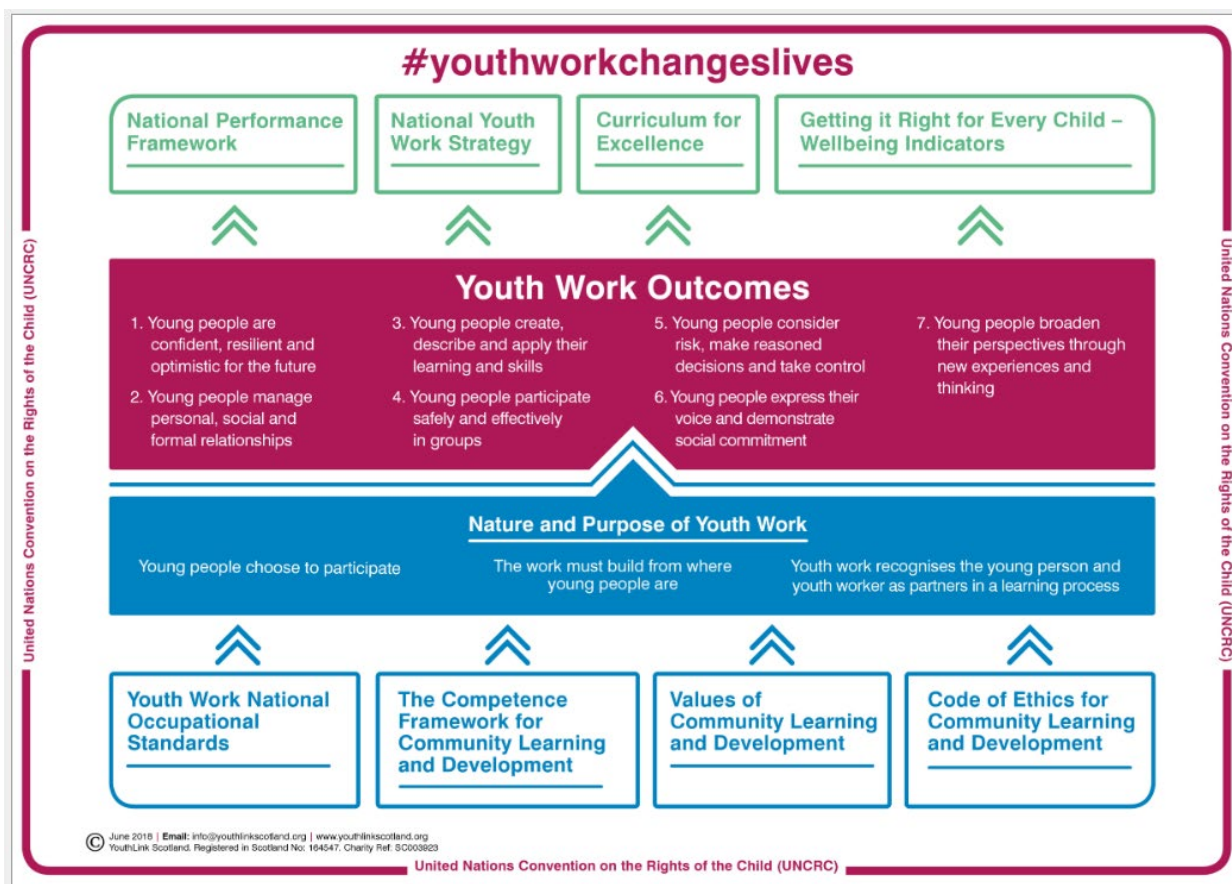 #youthworkchangeslives
National Performance
Framework
National Youth
Work Strategy
Curriculum for
Excellence
Getting it Right for Every Child –
Wellbeing Indicators
United Nations Convention on the Rights of the Child (UNCRC)
Youth Work Outcomes
1. Young people are
confident, resilient and
optimistic for the future
2. Young people manage
personal, social and
formal relationships
3. Young people create,
describe and apply their
learning and skills
4. Young people participate
safely and effectively
in groups
5. Young people consider
risk, make reasoned
decisions and take control
6. Young people express their
voice and demonstrate
social commitment
7. Young people broaden
their perspectives through
new experiences and
thinking
United Nations Convention on the Rights of the Child (UNCRC)
Nature and Purpose of Youth Work
Young people choose to participate
The work must build from where
young people are
Youth work recognises the young person and
youth worker as partners in a learning process
Youth Work National
Occupational
Standards
The Competence
Framework for
Community Learning
and Development
Values of
Community Learning
and Development
Code of Ethics for
Community Learning
and Development
© June 2018 | Email: info@youthlinkscotland.org | www.youthlinkscotland.org
YouthLink Scotland. Registered in Scotland No: 164547. Charity Ref: SC003923
United Nations Convention on the Rights of the Child (UNCRC)